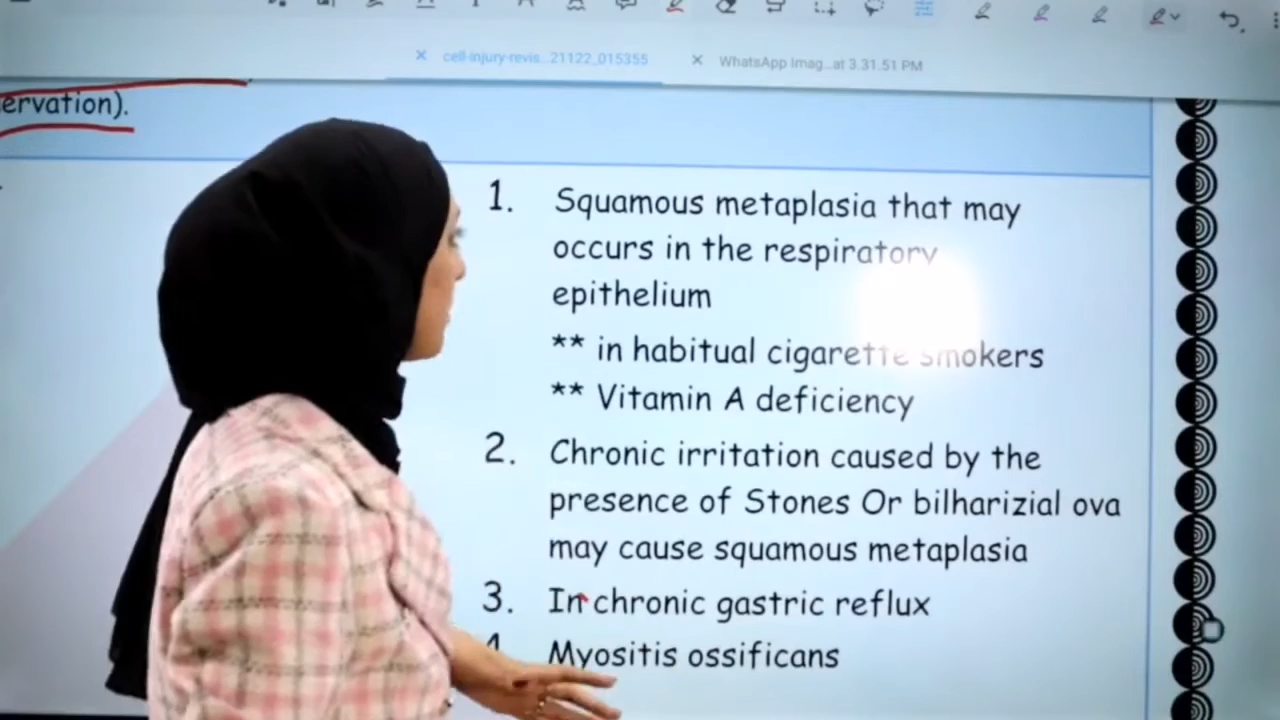 cell-injury-revis...21122_015355
WhatsApp Imag...at 3.31.51 PM
ervation).
1. Squamous metaplasia that may
occurs in the respiratory
epithelium
** in habitual cigarette smokers
** Vitamin A deficiency
2. Chronic irritation caused by the
presence of Stones Or bilharizial ova
may cause squamous metaplasia
3. In chronic gastric reflux
4. Myositis ossificans